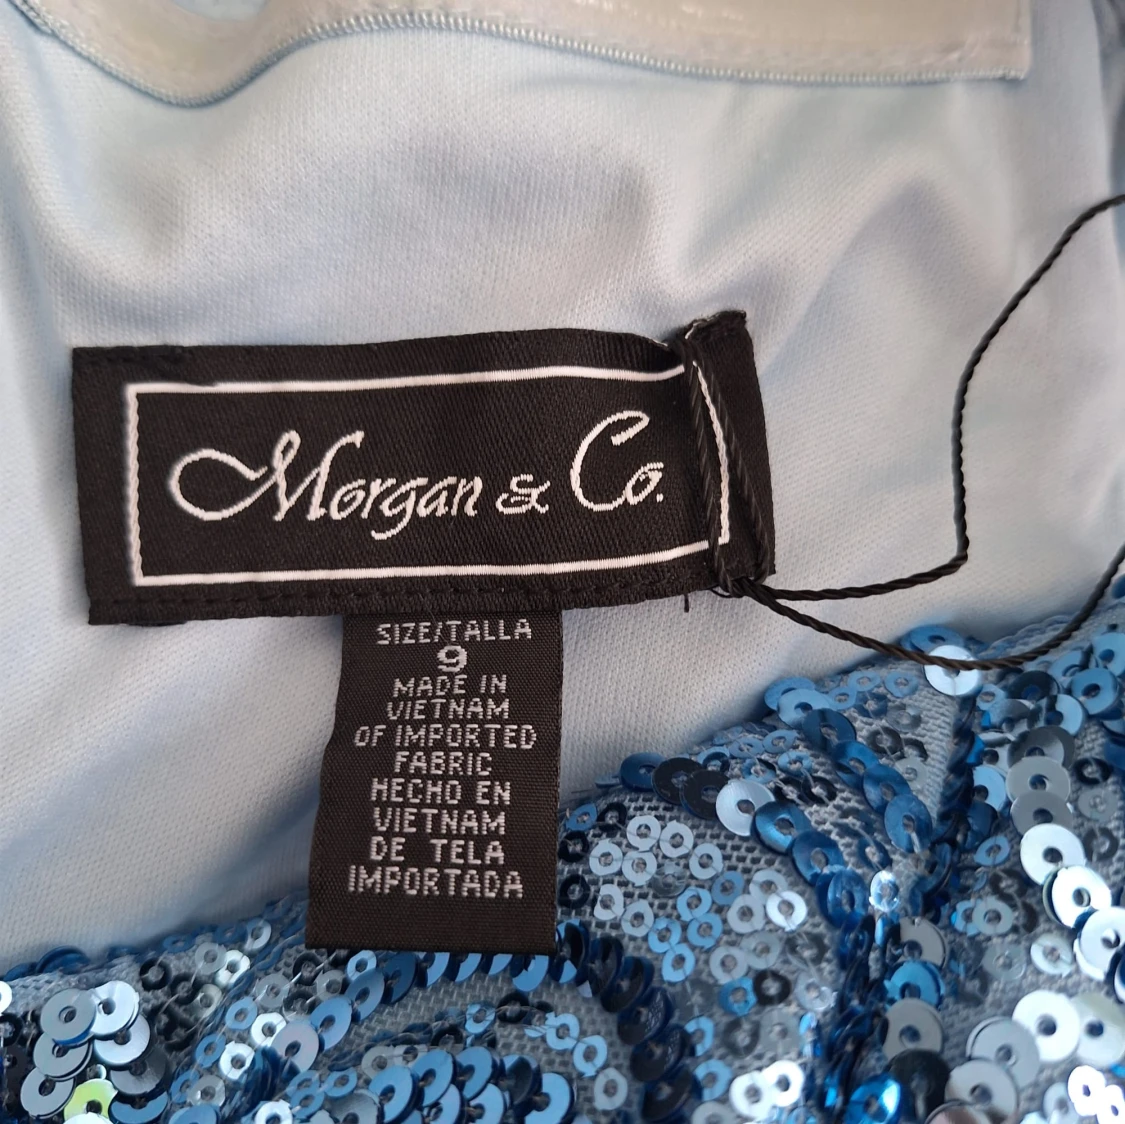 Morgan & Co.
SIZE/TALLA
9
MADE IN
VIETNAM
OF IMPORTED
FABRIC
HECHO EN
VIETNAM
DE TELA
IMPORTADA